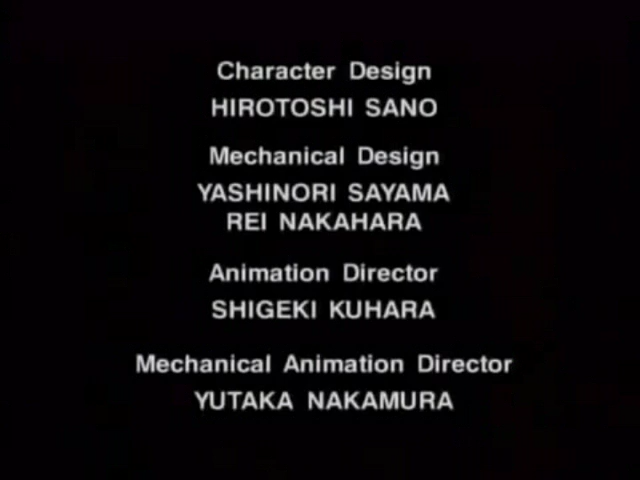 Character Design
HIROTOSHI SANO
Mechanical Design
YASHINORI SAYAMA
REI NAKAHARA
Animation Director
SHIGEKI KUHARA
Mechanical Animation Director
YUTAKA NAKAMURA